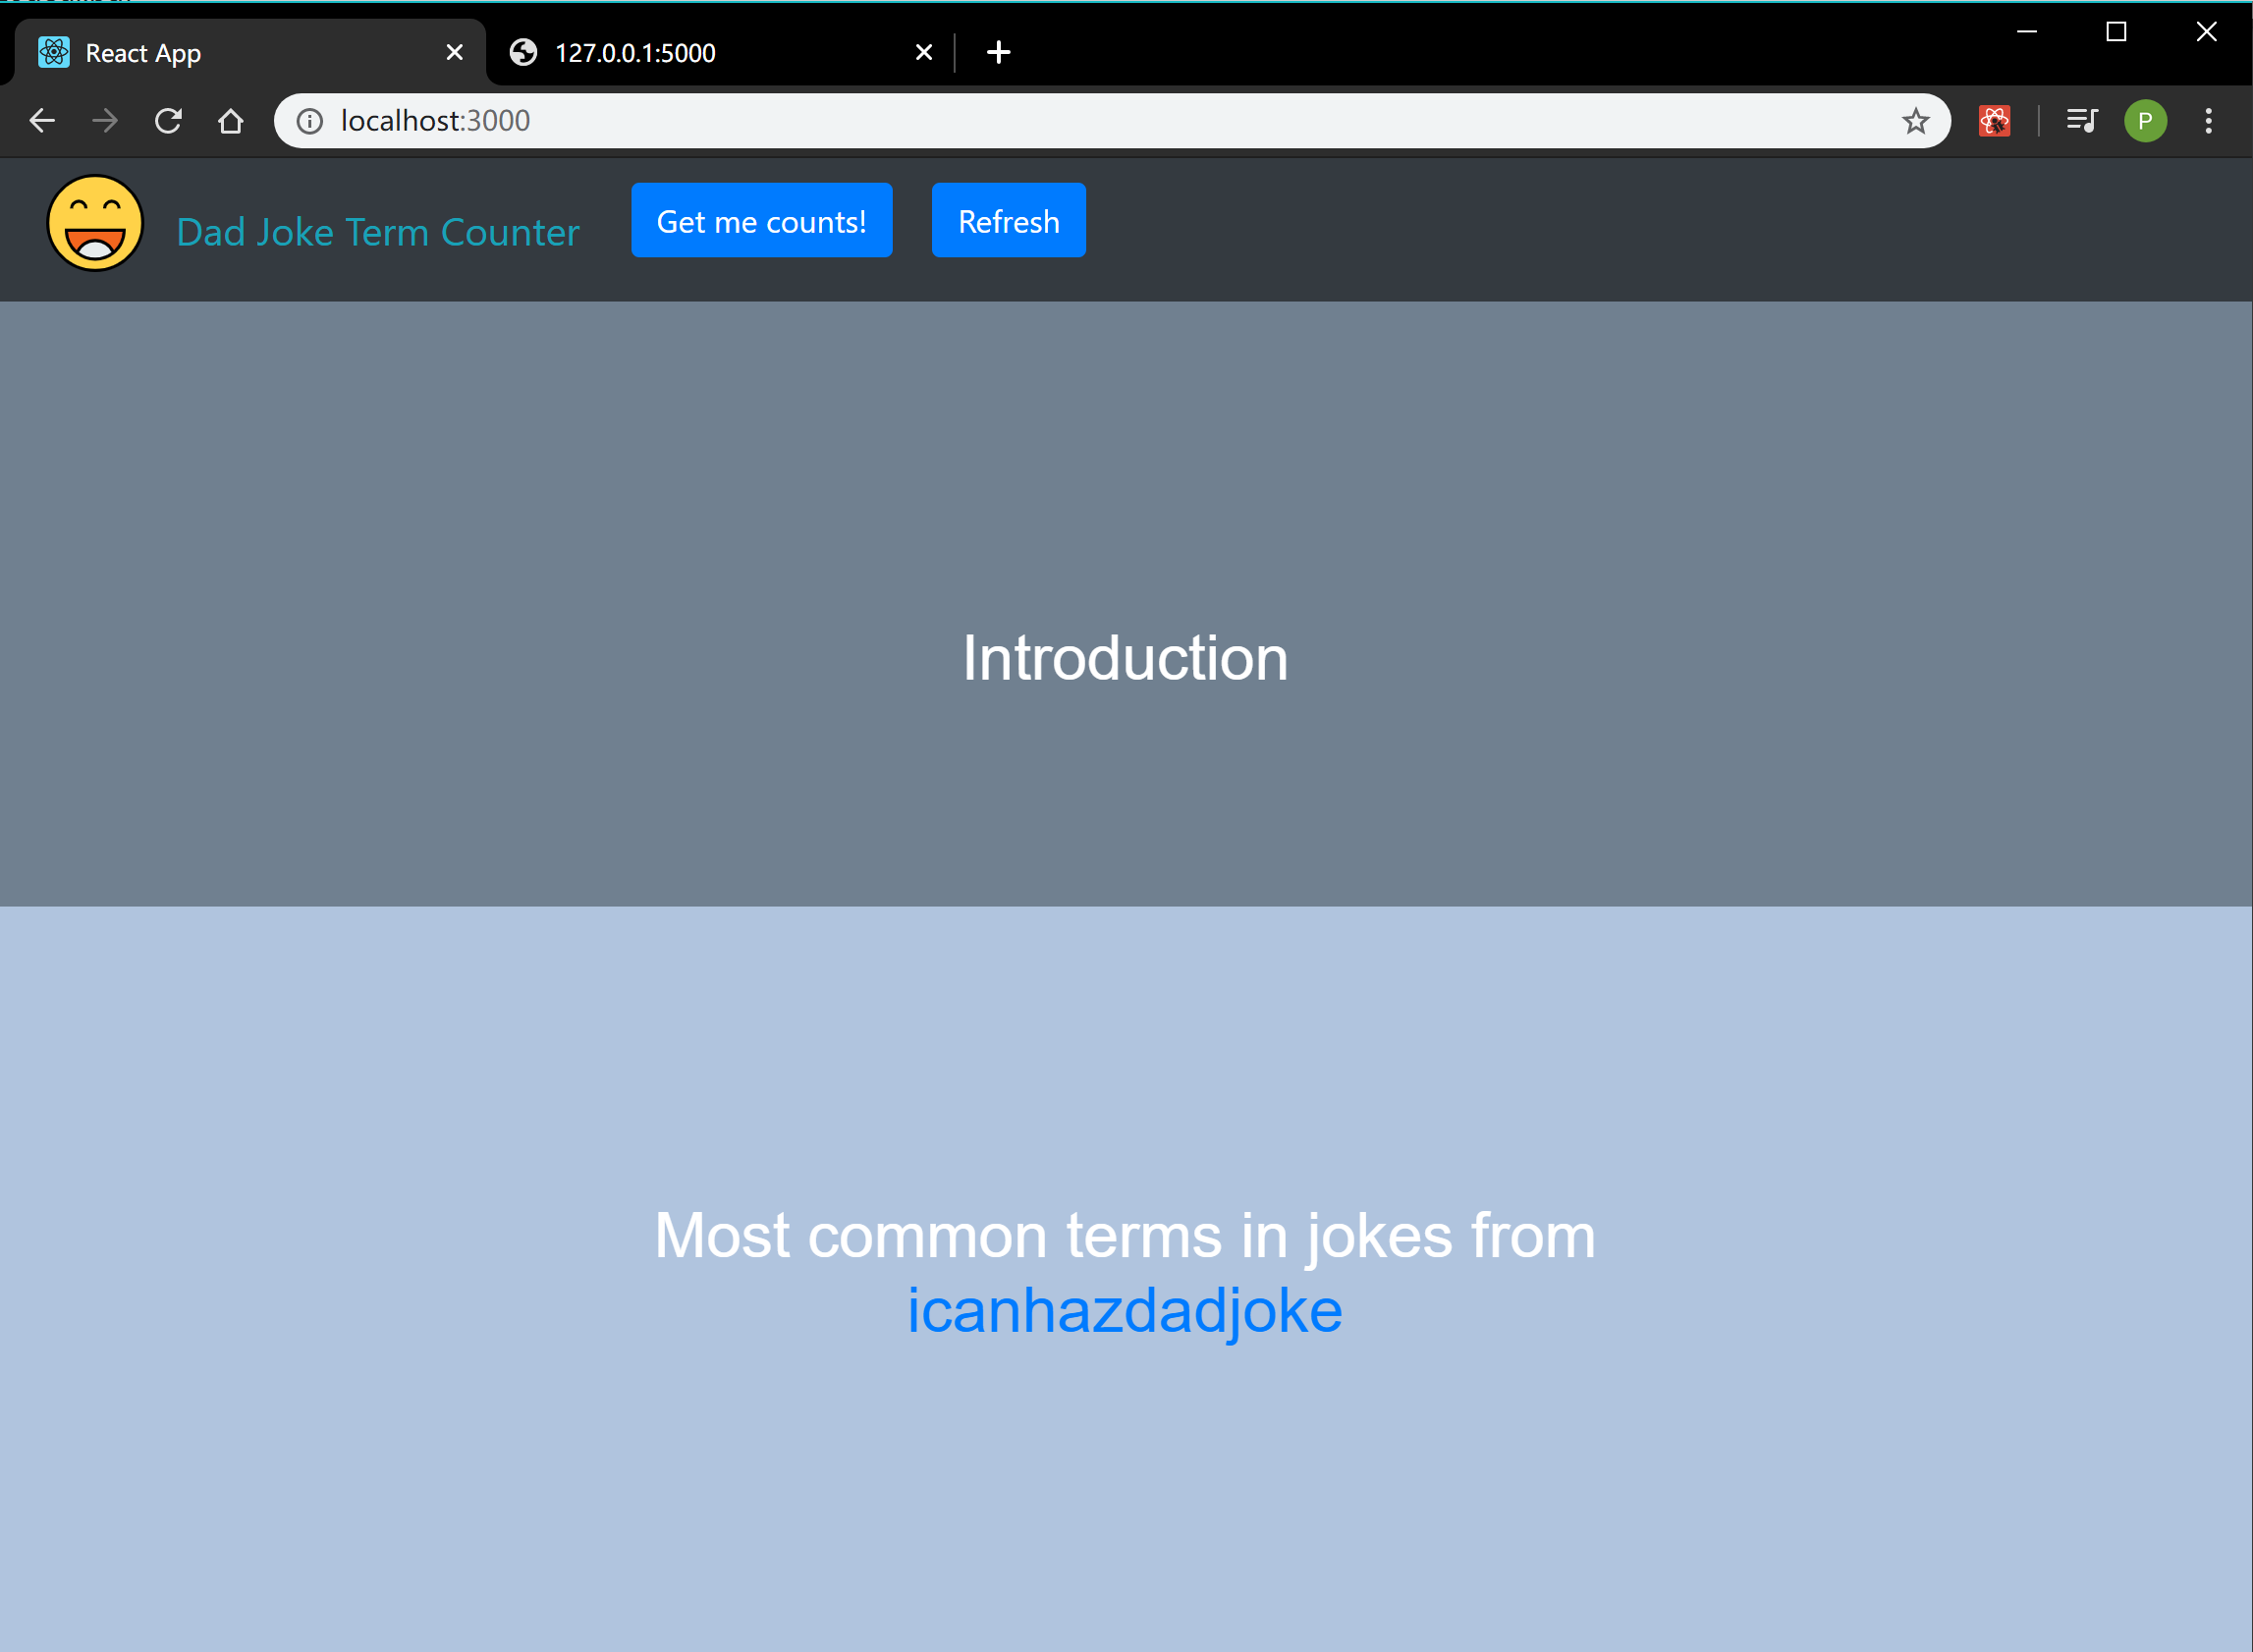 React App
127.0.0.1:5000
localhost:3000
P
Dad Joke Term Counter
Get me counts!
Refresh
Introduction
Most common terms in jokes from
icanhazdadjoke